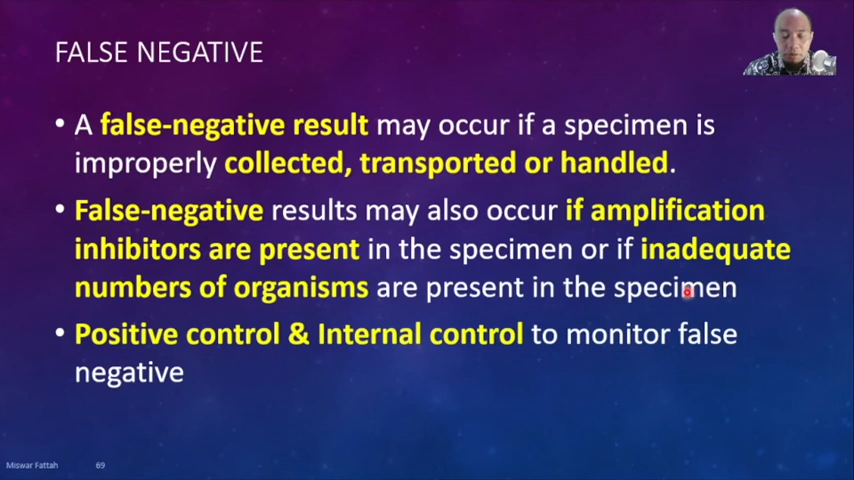 FALSE NEGATIVE
• A false-negative result may occur if a specimen is
improperly collected, transported or handled.
• False-negative results may also occur if amplification
inhibitors are present in the specimen or if inadequate
numbers of organisms are present in the specimen
• Positive control & Internal control to monitor false
negative
Miswar Fattah 69